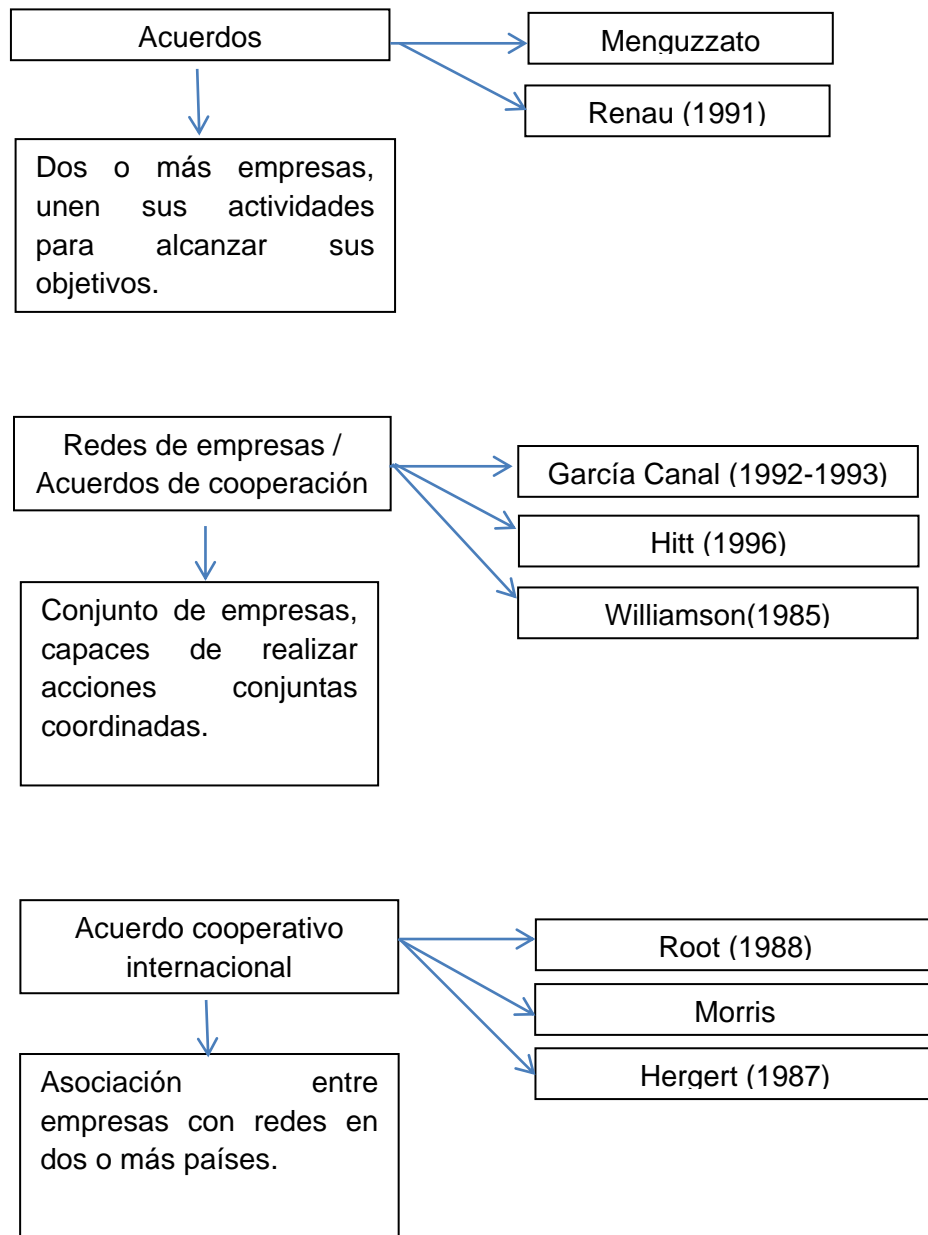 Acuerdos
Menguzzato
Renau (1991)
Dos o más empresas,
unen sus actividades
para alcanzar sus
objetivos.
Redes de empresas /
Acuerdos de cooperación
García Canal (1992-1993)
Hitt (1996)
Williamson(1985)
Conjunto de empresas,
capaces de realizar
acciones conjuntas
coordinadas.
Acuerdo cooperativo
internacional
Root (1988)
Morris
Hergert (1987)
Asociación entre
empresas con redes en
dos o más países.